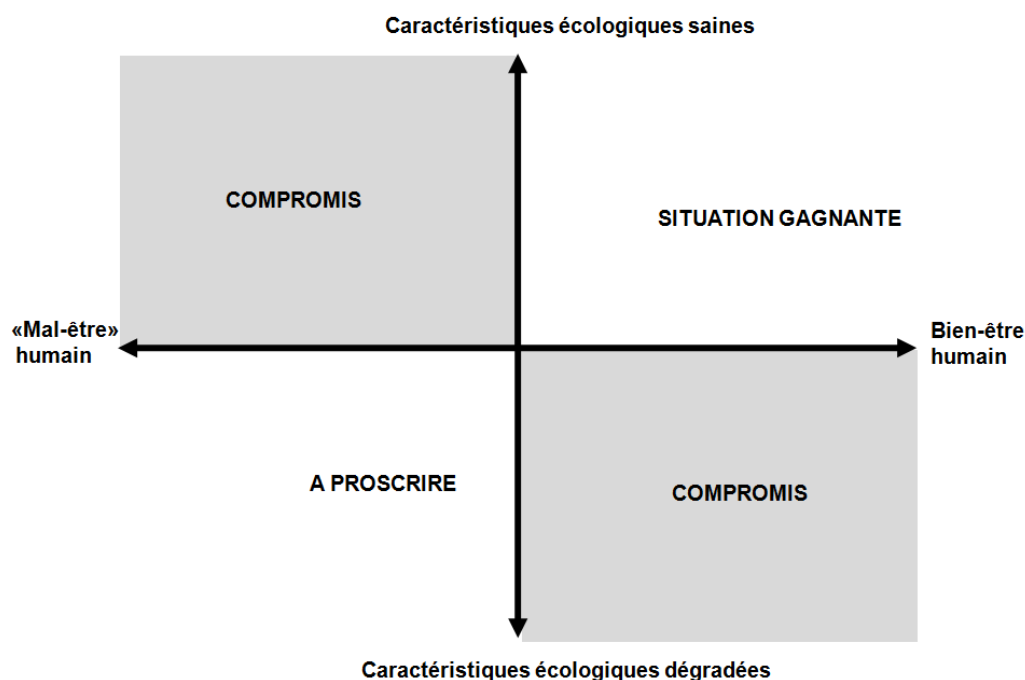 Caractéristiques écologiques saines
COMPROMIS
SITUATION GAGNANTE
«Mal-être»
humain
Bien-être
humain
A PROSCRIRE
COMPROMIS
Caractéristiques écologiques dégradées